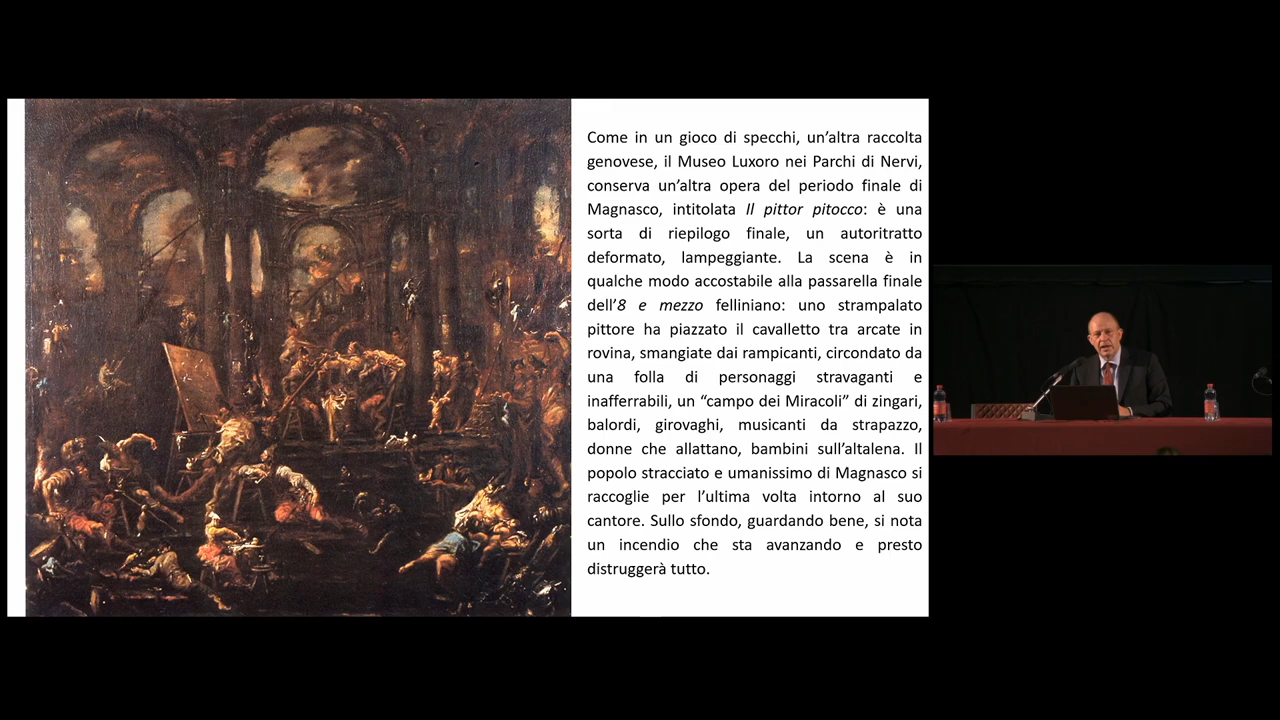 Come in un gioco di specchi, un’altra raccolta
genovese, il Museo Luxoro nei Parchi di Nervi,
conserva un’altra opera del periodo finale di
Magnasco, intitolata Il pittor pitocco: è una
sorta di riepilogo finale, un autoritratto
deformato, lampeggiante. La scena è in
qualche modo accostabile alla passarella finale
dell’8 e mezzo felliniano: uno strampalato
pittore ha piazzato il cavalletto tra arcate in
rovina, smangiate dai rampicanti, circondato da
una folla di personaggi stravaganti e
inafferrabili, un “campo dei Miracoli” di zingari,
balordi, girovaghi, musicanti da strapazzo,
donne che allattano, bambini sull’altalena. Il
popolo stracciato e umanissimo di Magnasco si
raccoglie per l’ultima volta intorno al suo
cantore. Sullo sfondo, guardando bene, si nota
un incendio che sta avanzando e presto
distruggerà tutto.